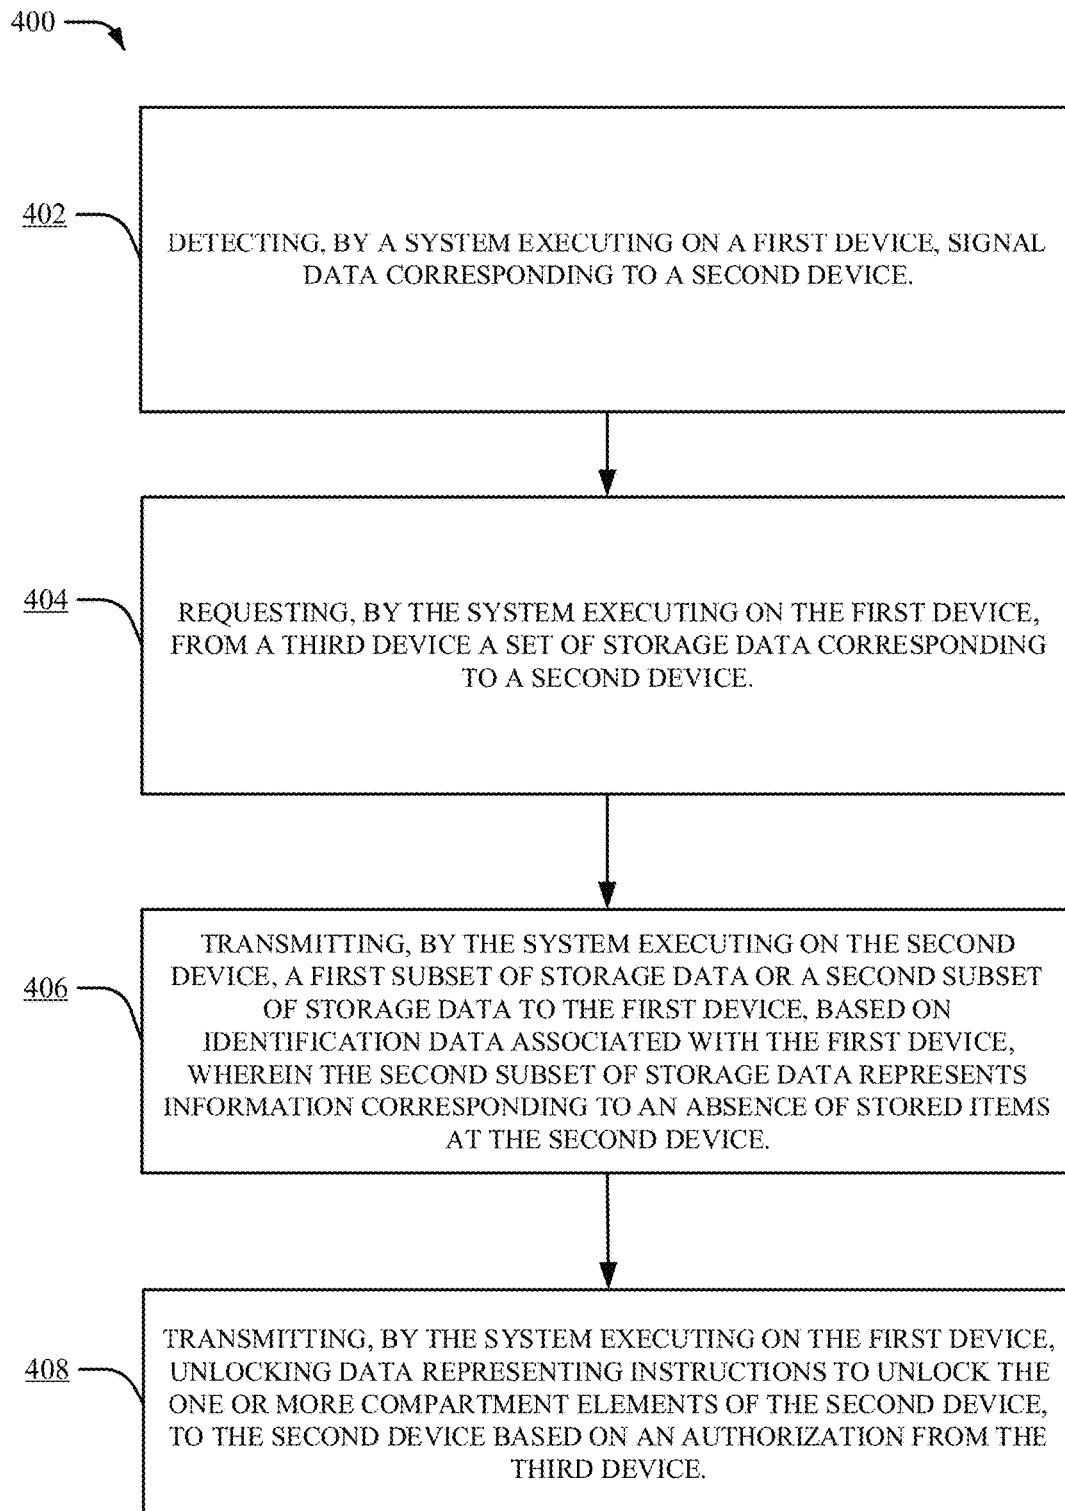 400
402
DETECTING, BY A SYSTEM EXECUTING ON A FIRST DEVICE, SIGNAL
DATA CORRESPONDING TO A SECOND DEVICE.
404
REQUESTING, BY THE SYSTEM EXECUTING ON THE FIRST DEVICE,
FROM A THIRD DEVICE A SET OF STORAGE DATA CORRESPONDING
TO A SECOND DEVICE.
406
TRANSMITTING, BY THE SYSTEM EXECUTING ON THE SECOND
DEVICE, A FIRST SUBSET OF STORAGE DATA OR A SECOND SUBSET
OF STORAGE DATA TO THE FIRST DEVICE, BASED ON
IDENTIFICATION DATA ASSOCIATED WITH THE FIRST DEVICE,
WHEREIN THE SECOND SUBSET OF STORAGE DATA REPRESENTS
INFORMATION CORRESPONDING TO AN ABSENCE OF STORED ITEMS
AT THE SECOND DEVICE.
408
TRANSMITTING, BY THE SYSTEM EXECUTING ON THE FIRST DEVICE,
UNLOCKING DATA REPRESENTING INSTRUCTIONS TO UNLOCK THE
ONE OR MORE COMPARTMENT ELEMENTS OF THE SECOND DEVICE,
TO THE SECOND DEVICE BASED ON AN AUTHORIZATION FROM THE
THIRD DEVICE.